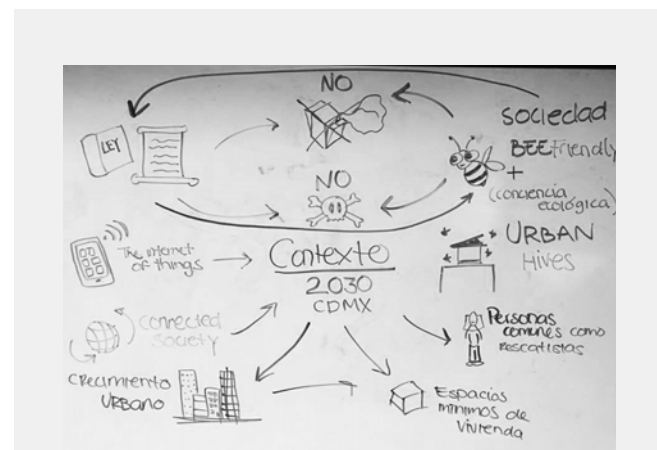 NO
LEY
sociedad
BEEfriendly
+
(conciencia
ecológica)
NO
The internet
of things
Contexto
2030
CDMX
URBAN
Hives
Connected
Society
Personas
comunes como
rescatistas
Crecimiento
URBANO
Espacios
mínimos de
vivienda